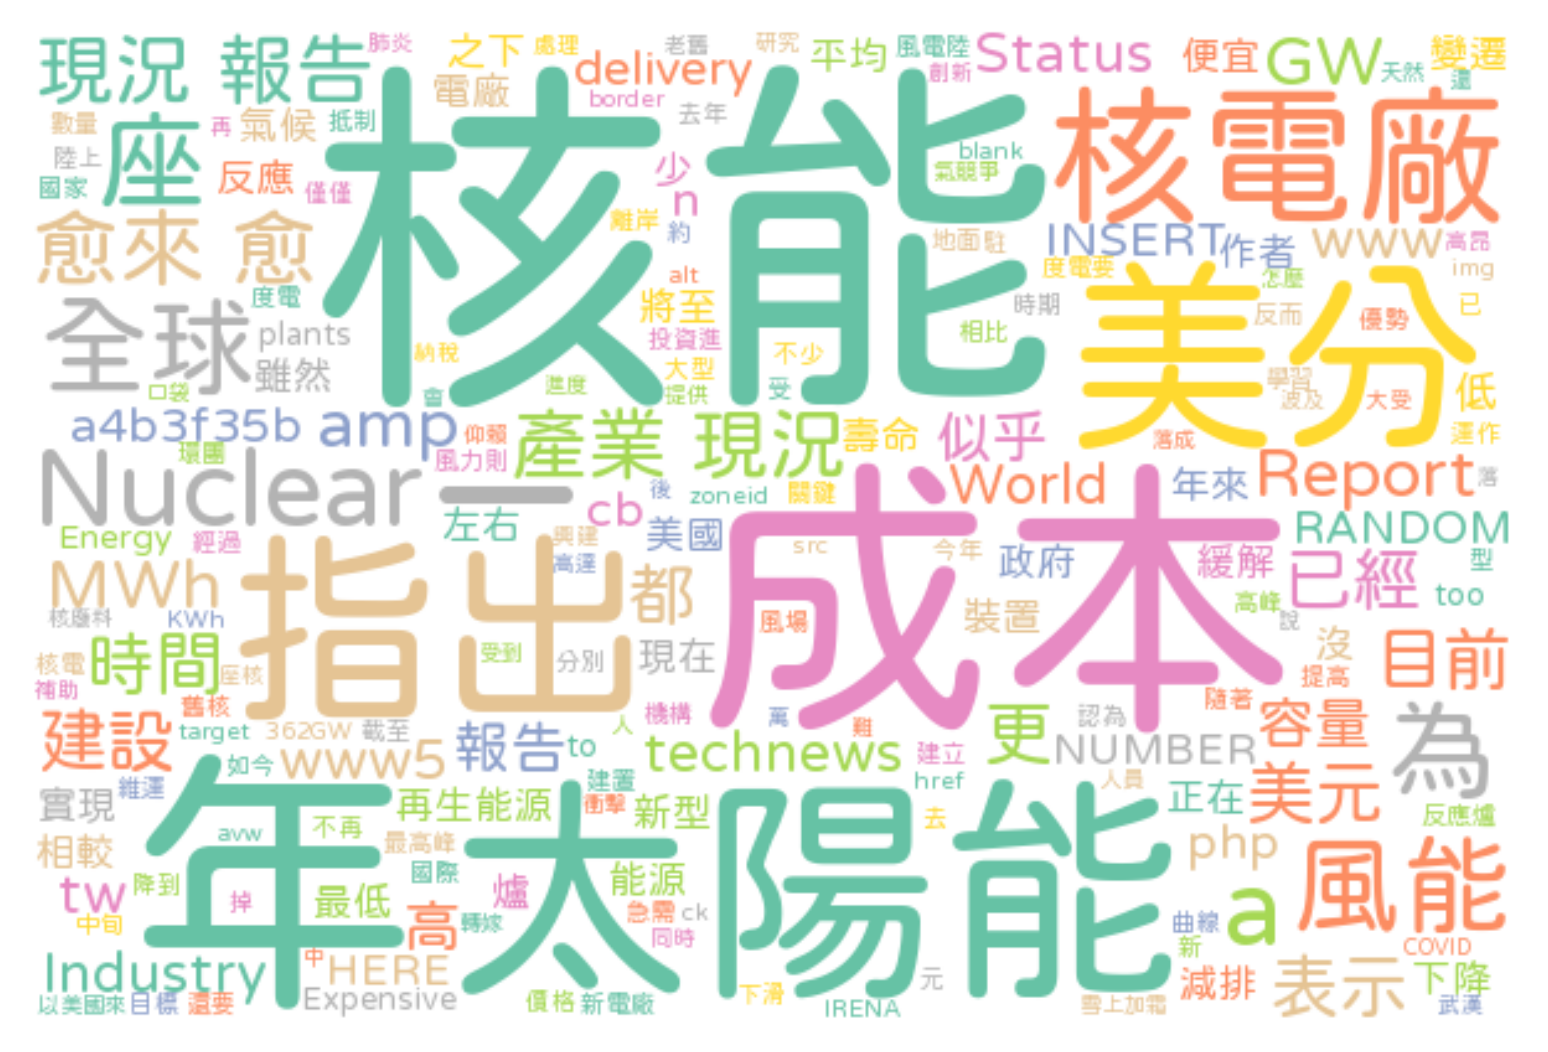 現況 報告
肺炎
之下
處理
電廠
delivery
老舊
border
去年
研究
平均
風電陸
創新
Status
便宜
GW
天然
變遷
還
數量
再
氣候
抵制
陸上
座
反應
國家
僅僅
核能
少
n
離岸
約
blank
氣競爭
核電廠
愈來 愈
地面
駐
INSERT
作者
www
高昂
度電
度電要
怎麼
img
全球
plants
雖然
alt
將至
投資進
時期
相比
美分
反而
優勢
已
納稅
大型
不少
口袋
會
進度
提供
受
學習
波及
大受
低
a4b3f35b
amp
仰賴
產業 現況
壽命
似乎
落成
運作
環團
風力則
Nuclear
一
cb
後
zoneid
關鍵
World
年來
Report
落
Energy
經過
左右
興建
高達
美國
src
今年
政府
緩解
RANDOM
型
MWh
指出
都
成本
已經
too
核廢料
KWh
風場
裝置
高峰
說
核電
時間
座核
受到
分別
現在
沒
目前
補助
舊核
提高
建設
target
362GW
截至
人
機構
萬
難
更
認為
隨著
容量
為
如今
www5
報告
to
technews
建立
NUMBER
實現
維運
年
太陽能
再生能源
建置
衝擊
新型
href
人員
正在
美元
反應爐
avw
不再
最高峰
去
相較
國際
php
tw
降到
掉
最低
爐
能源
風能
中旬
高
轉嫁
急需
ck
同時
曲線
新
a
COVID
Industry
中
HERE
元
減排
表示
下降
以美國來
目標
還要
Expensive
價格
新電廠
下滑
IRENA
雪上加霜
武漢